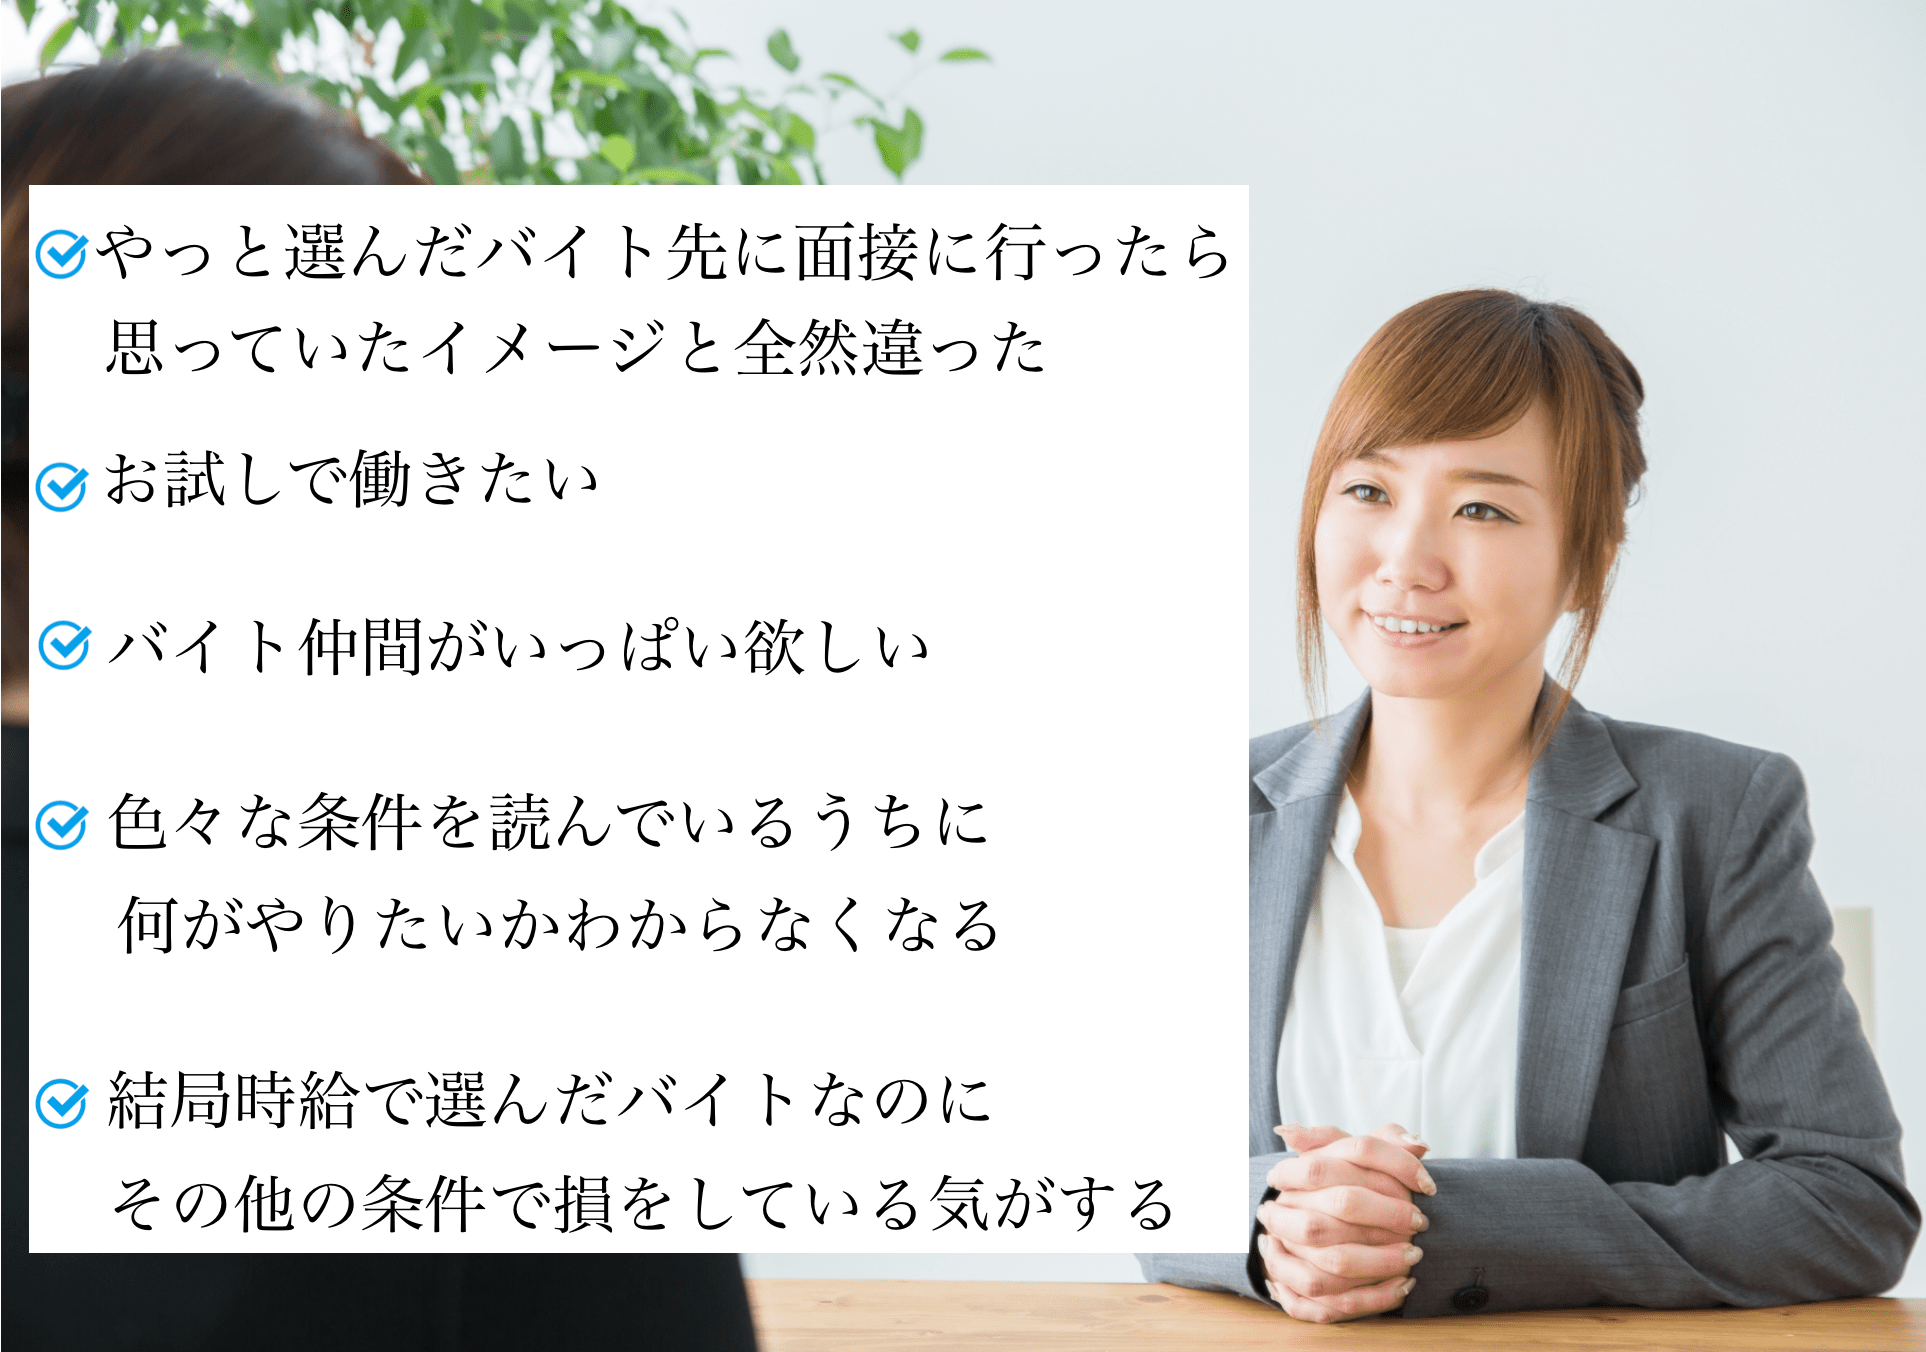 やっと選んだバイト先に面接に行ったら
思っていたイメージと全然違った
お試しで働きたい
バイト仲間がいっぱい欲しい
色々な条件を読んでいるうちに
何がやりたいかわからなくなる
結局時給で選んだバイトなのに
その他の条件で損をしている気がする